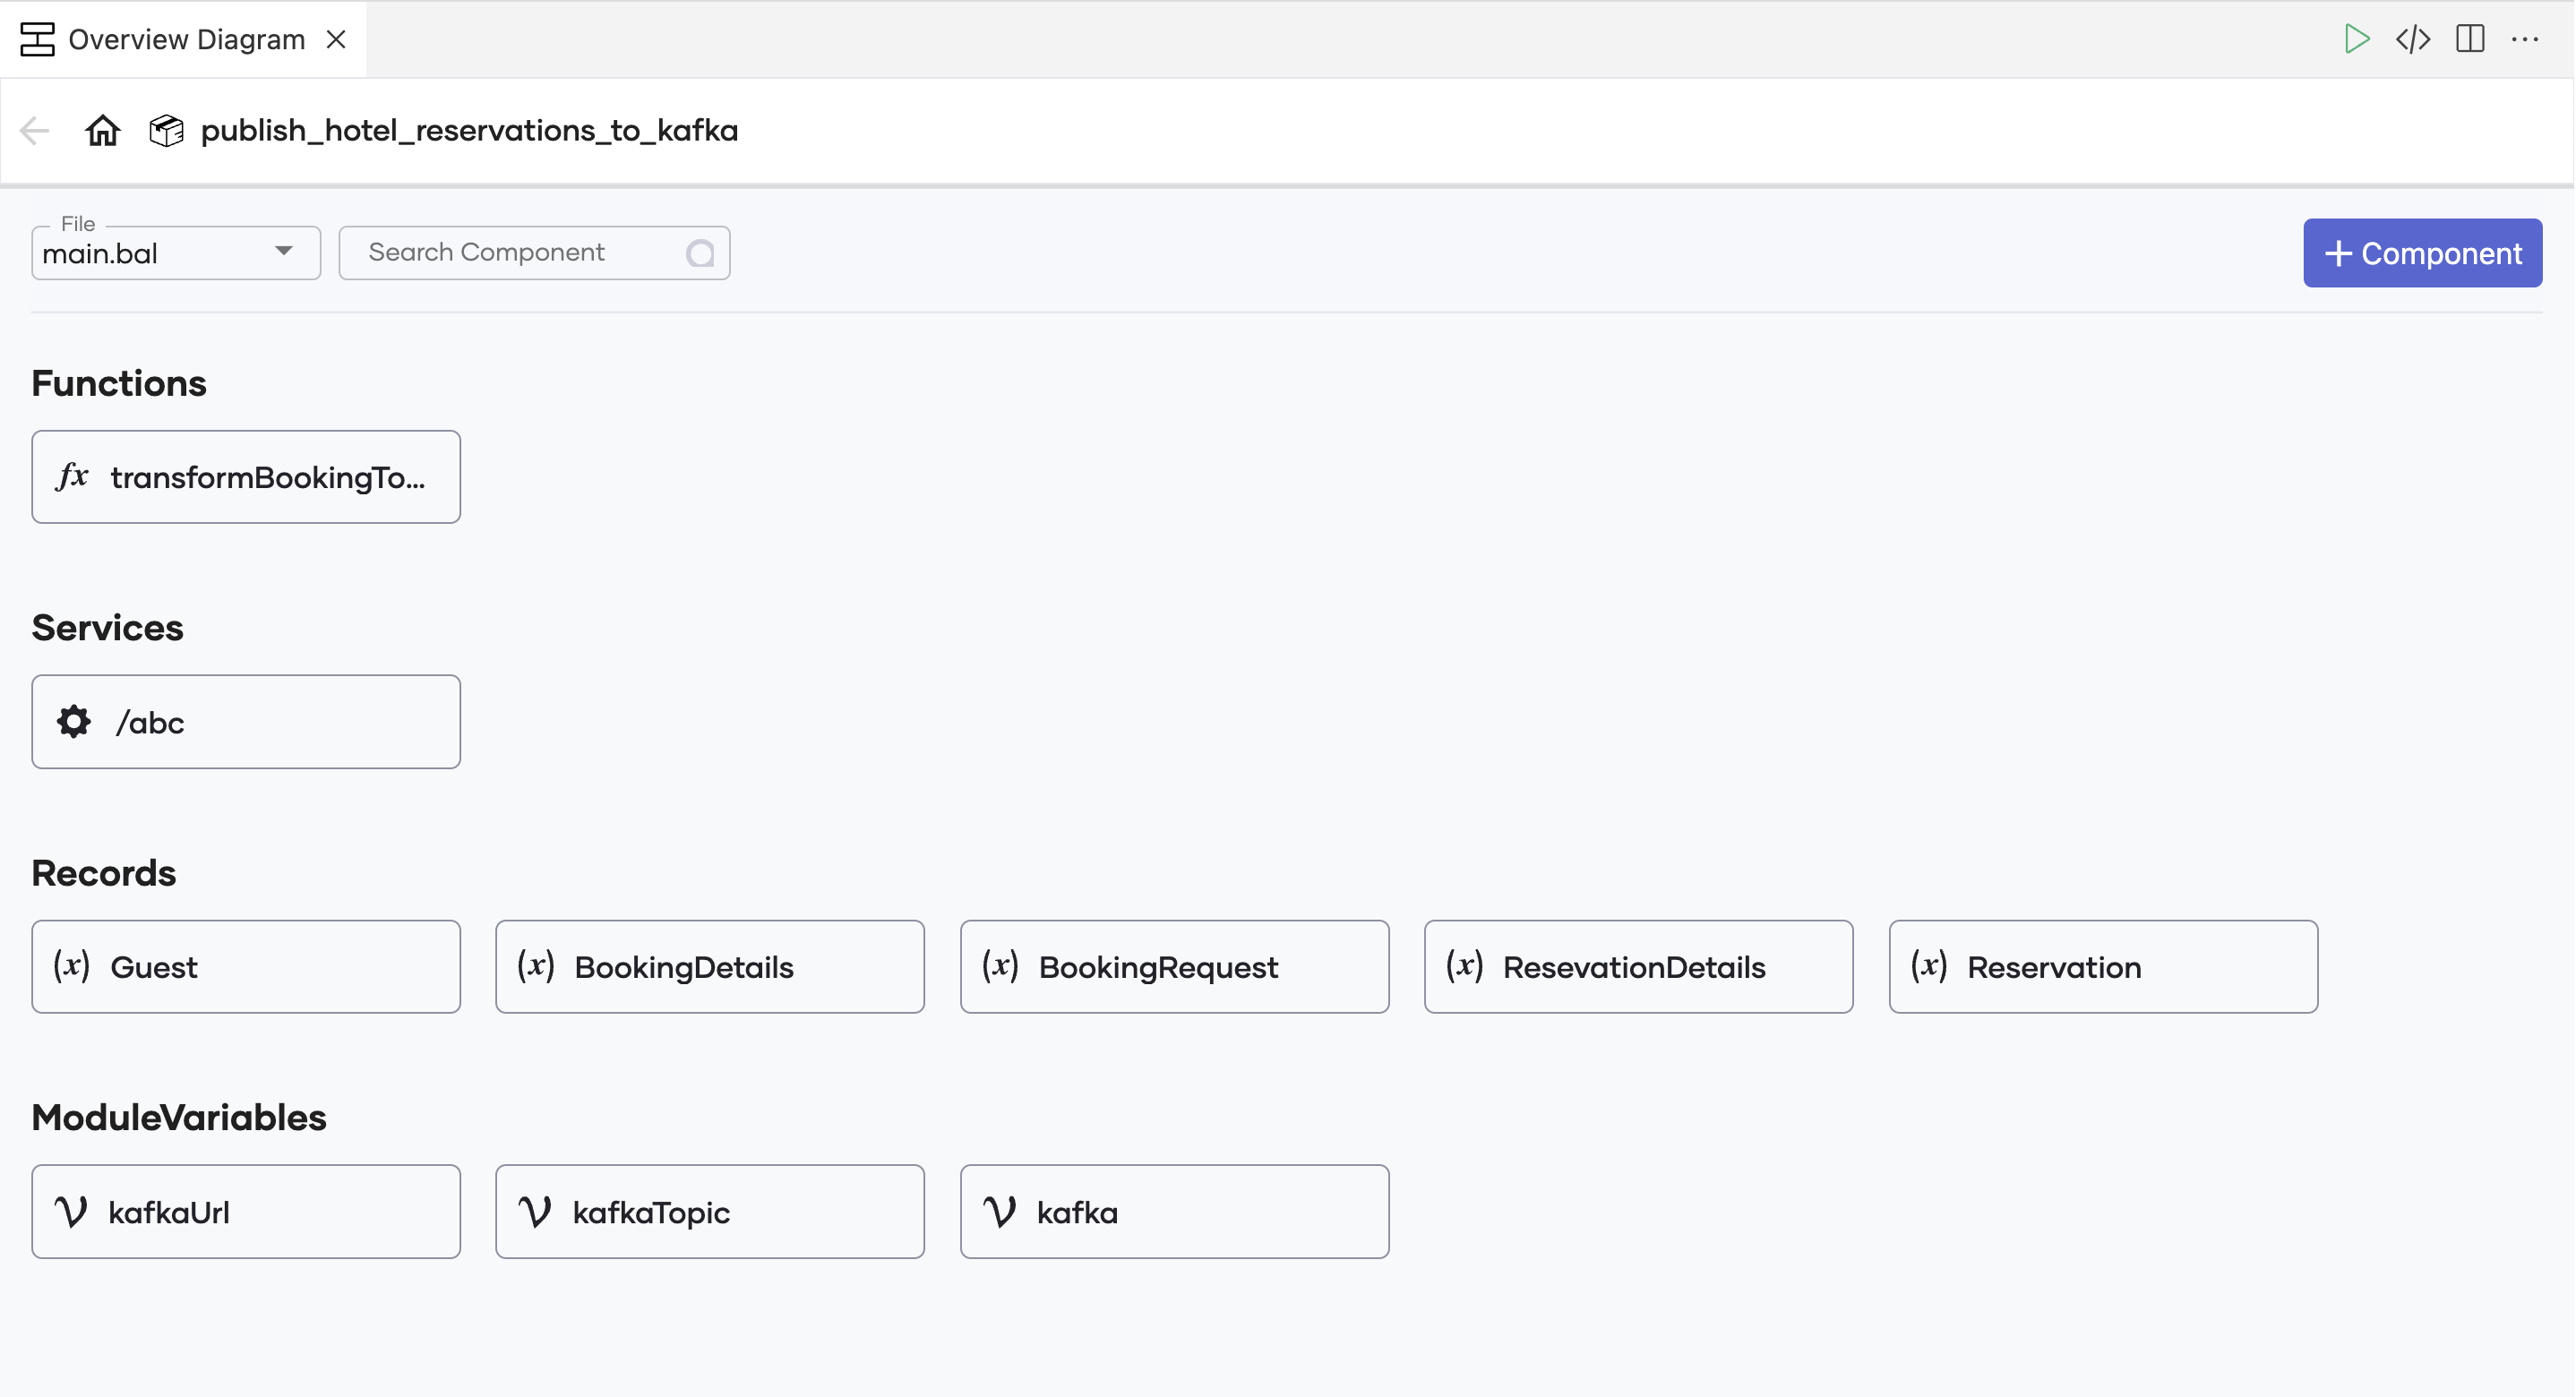 Overview Diagram
publish_hotel_reservations_to_kafka
File
main.bal
Search Component
+ Component
Functions
fx transformBookingTo...
Services
/abc
Records
(x) Guest
(x) BookingDetails
(x) BookingRequest
(x) ResevationDetails
(x) Reservation
ModuleVariables
V kafkaUrl
V kafkaTopic
V kafka